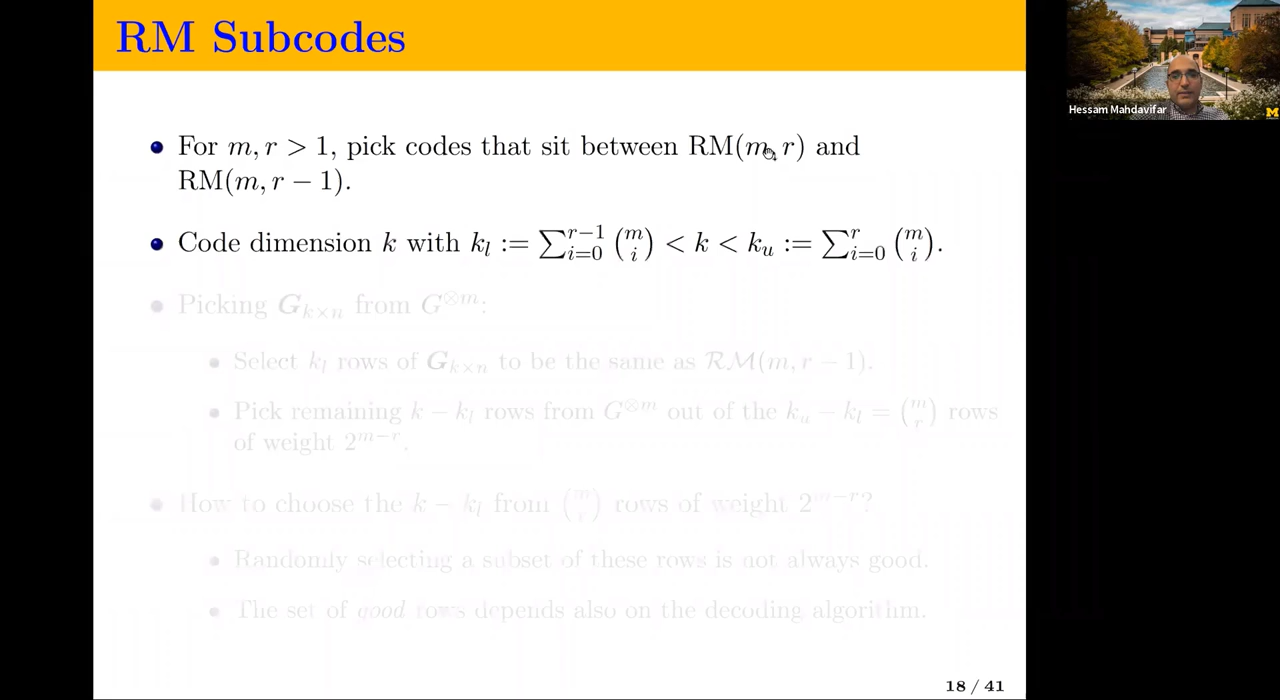 RM Subcodes
Hessam Mahdavifar
M
For m, r > 1, pick codes that sit between RM(m, r) and
RM(m, r − 1).
Code dimension k with k_l := ∑_{i=0}^{r−1} (m i) < k < k_u := ∑_{i=0}^{r} (m i).
Picking G_{k×n} from G^{⊗m}:
Select k_l rows of G_{k×n} to be the same as RM(m, r − 1).
Pick remaining k − k_l rows from G^{⊗m} out of the k_u − k_l = (m r) rows
of weight 2^{m−r}.
How to choose the k − k_l from (m r) rows of weight 2^{m−r}?
Randomly selecting a subset of these rows is not always good.
The set of good rows depends also on the decoding algorithm.
18 / 41